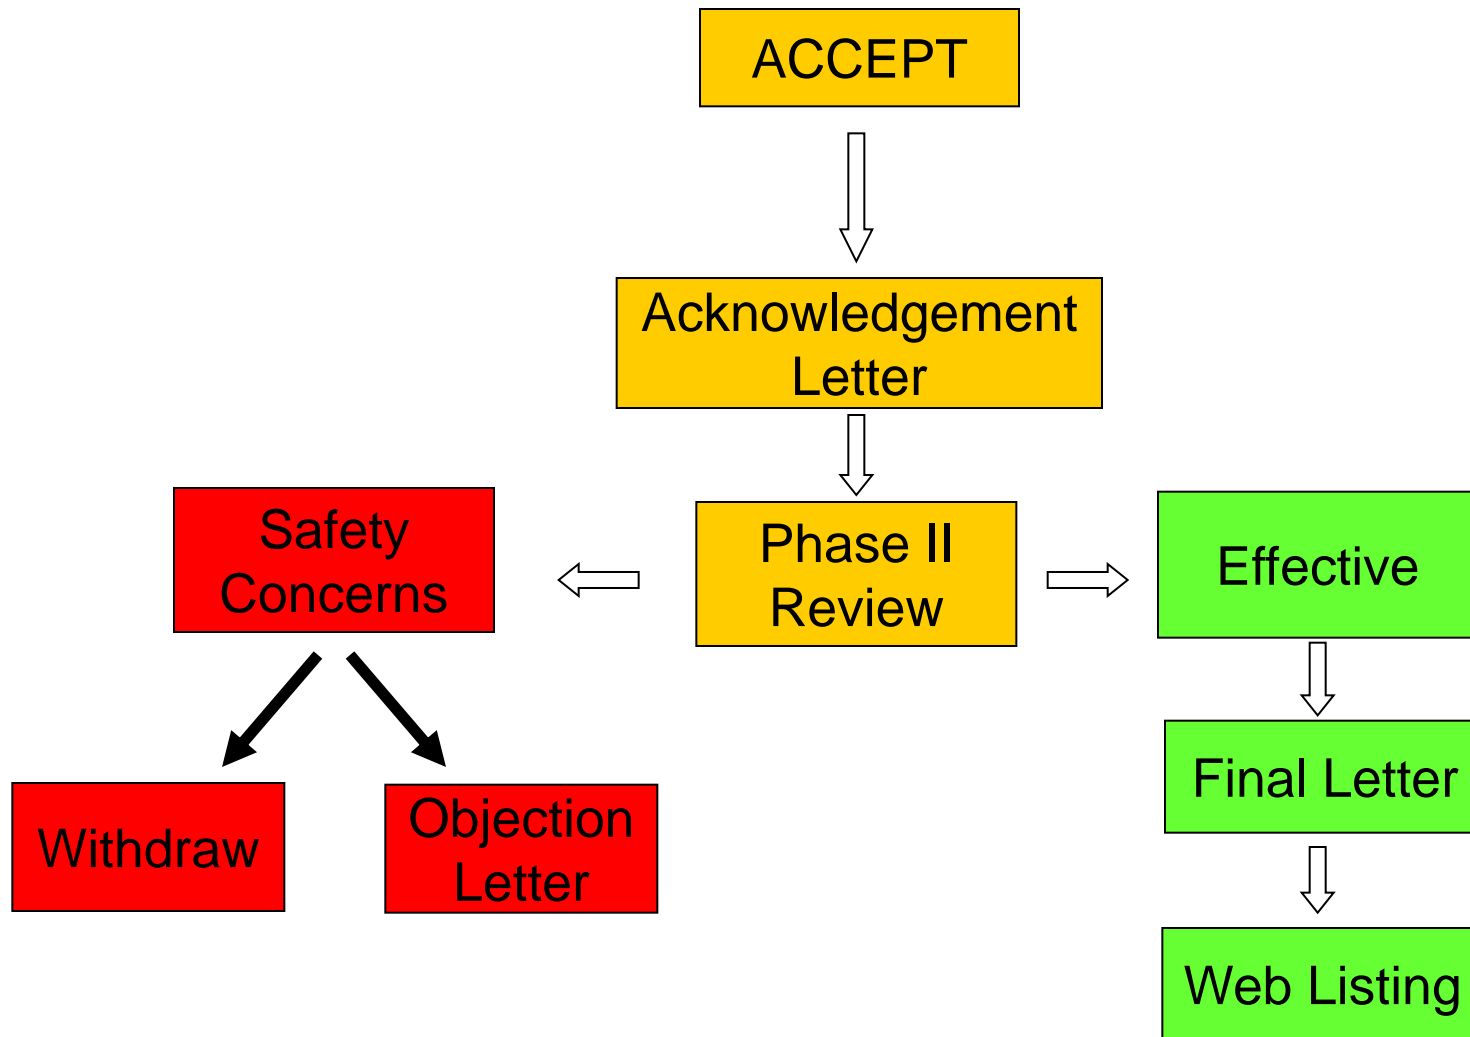 ACCEPT
Acknowledgement
Letter
Safety
Concerns
Phase II
Review
Effective
Final Letter
Withdraw
Objection
Letter
Web Listing